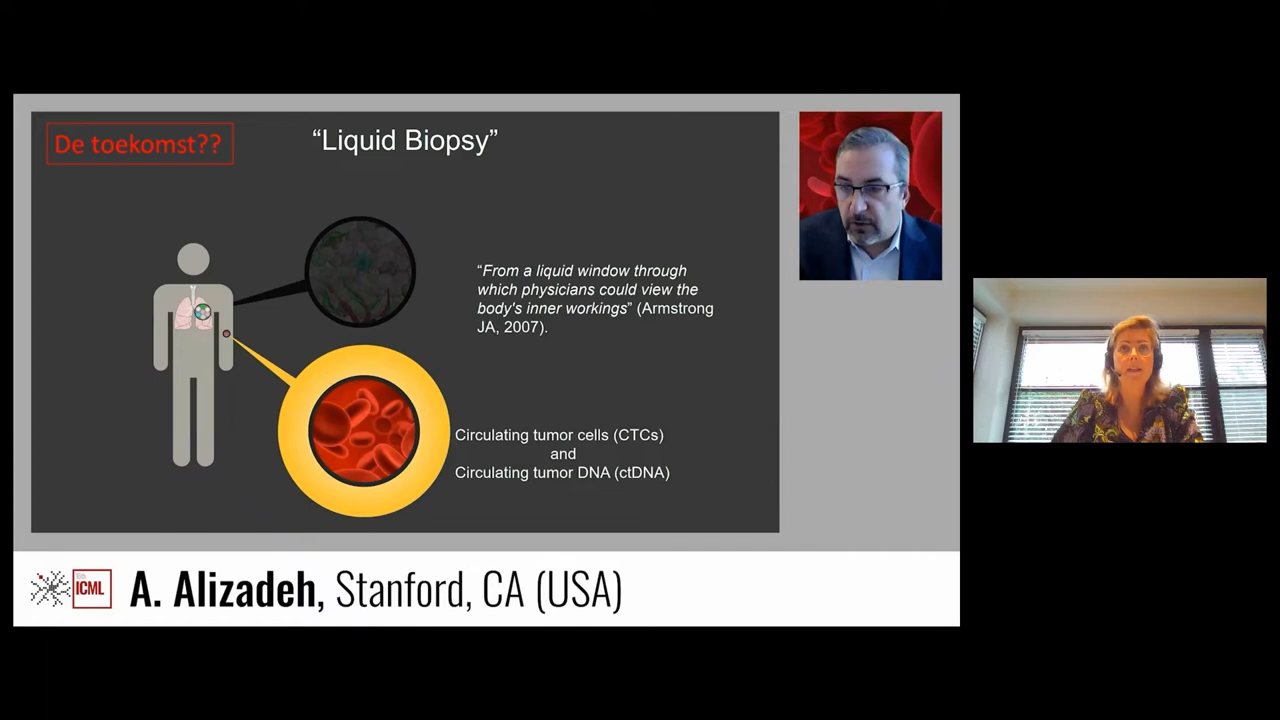 De toekomst??
“Liquid Biopsy”
“From a liquid window through
which physicians could view the
body's inner workings” (Armstrong
JA, 2007).
Circulating tumor cells (CTCs)
and
Circulating tumor DNA (ctDNA)
ICML
A. Alizadeh, Stanford, CA (USA)